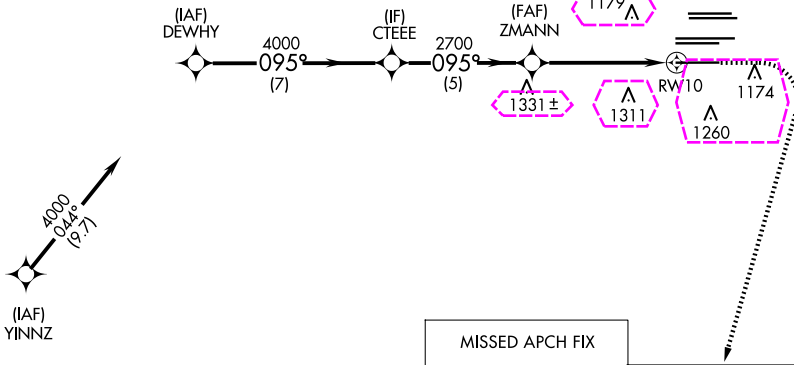 (IAF)
DEWHY
4000
095°
(7)
(IF)
CTEEE
2700
095°
(5)
(FAF)
ZMANN
1179
RW10
1331 ±
1311
1174
1260
4000
044°
(9.7)
(IAF)
YINNZ
MISSED APCH FIX